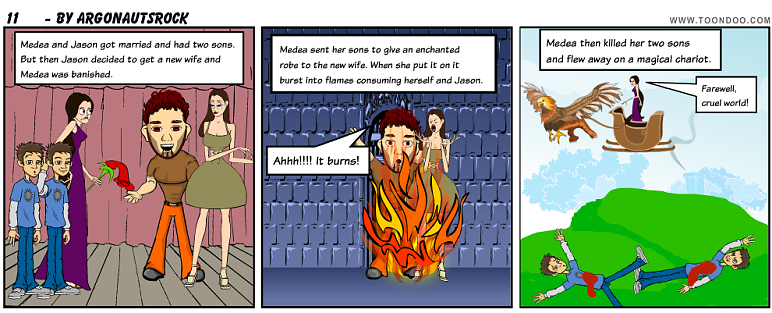 11 - BY ARGONAUTSROCK
WWW.TOONDOO.COM
Medea and Jason got married and had two sons.
But then Jason decided to get a new wife and
Medea was banished.
Medea sent her sons to give an enchanted
robe to the new wife. When she put it on it
burst into flames consuming herself and Jason.
Ahhh!!!! It burns!
Medea then killed her two sons
and flew away on a magical chariot.
Farewell,
cruel world!